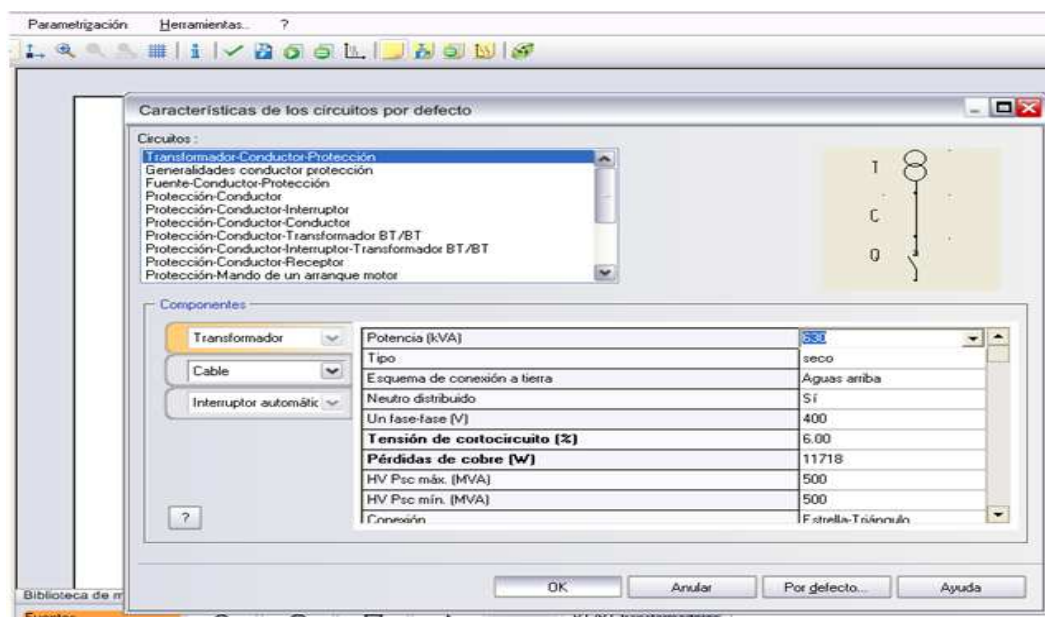 Parametrización Herramientas.. ?
Características de los circuitos por defecto
Circuitos :
Transformador-Conductor-Protección
Generalidades conductor protección
Fuente-Conductor-Protección
Protección-Conductor
Protección-Conductor-Interruptor
Protección-Conductor-Conductor
Protección-Conductor-Transformador BT/BT
Protección-Conductor-Interruptor-Transformador BT/BT
Protección-Conductor-Receptor
Protección-Mando de un arranque motor
T
C
Q
Componentes
Transformador
Cable
Interruptor automátic
?
Potencia (kVA) 630
Tipo seco
Esquema de conexión a tierra Aguas arriba
Neutro distribuido Sí
Un fase-fase (V) 400
Tensión de cortocircuito (%) 6.00
Pérdidas de cobre (W) 11718
HV Psc máx. (MVA) 500
HV Psc mín. (MVA) 500
Conexión Estrella-Triángulo
OK Anular Por defecto... Ayuda
Biblioteca de m
Fuentes